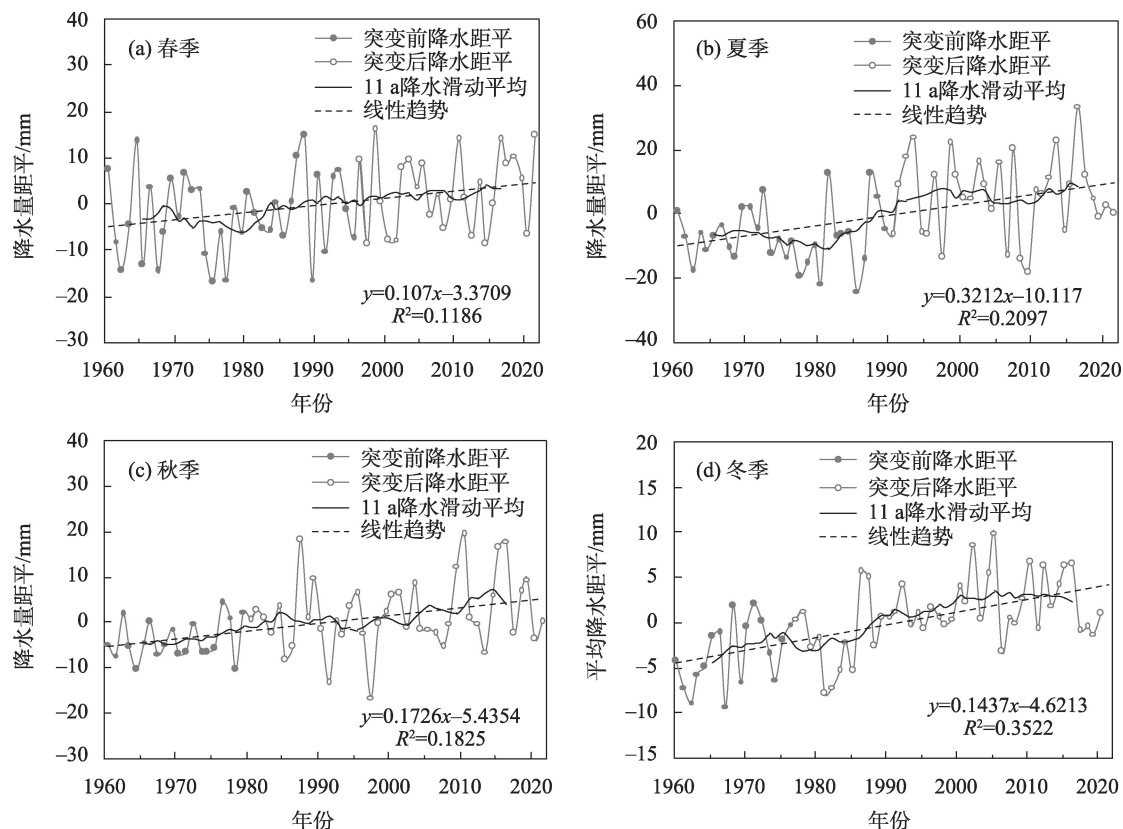 (a) 春季
突变前降水距平
突变后降水距平
11 a降水滑动平均
线性趋势
降水量距平/mm
40
30
20
10
0
–10
–20
–30
y=0.107x–3.3709
R²=0.1186
1960 1970 1980 1990 2000 2010 2020
年份
(b) 夏季
突变前降水距平
突变后降水距平
11 a降水滑动平均
线性趋势
降水量距平/mm
60
40
20
0
–20
–40
y=0.3212x–10.117
R²=0.2097
1960 1970 1980 1990 2000 2010 2020
年份
(c) 秋季
突变前降水距平
突变后降水距平
11 a降水滑动平均
线性趋势
降水量距平/mm
40
30
20
10
0
–10
–20
–30
y=0.1726x–5.4354
R²=0.1825
1960 1970 1980 1990 2000 2010 2020
年份
(d) 冬季
突变前降水距平
突变后降水距平
11 a降水滑动平均
线性趋势
平均降水距平/mm
20
15
10
5
0
–5
–10
–15
y=0.1437x–4.6213
R²=0.3522
1960 1970 1980 1990 2000 2010 2020
年份